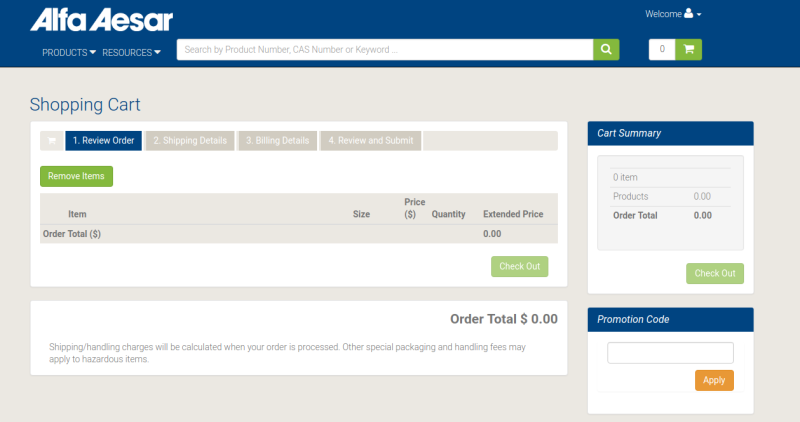 Alfa Aesar
Welcome
PRODUCTS RESOURCES
Search by Product Number, CAS Number or Keyword ...
0
Shopping Cart
1. Review Order 2. Shipping Details 3. Billing Details 4. Review and Submit
Remove Items
Item Size Price ($) Quantity Extended Price
Order Total ($) 0.00
Check Out
Order Total $ 0.00
Shipping/handling charges will be calculated when your order is processed. Other special packaging and handling fees may
apply to hazardous items.
Cart Summary
0 item
Products 0.00
Order Total 0.00
Check Out
Promotion Code
Apply